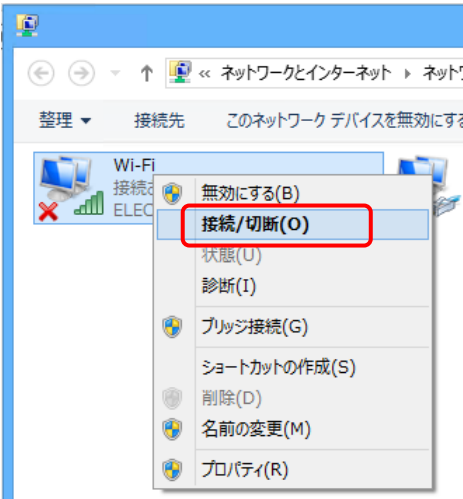 « ネットワークとインターネット ▸ ネット
整理 ▼ 接続先 このネットワーク デバイスを無効にする
Wi-Fi
接続
ELEC
無効にする(B)
接続/切断(O)
状態(U)
診断(I)
ブリッジ接続(G)
ショートカットの作成(S)
削除(D)
名前の変更(M)
プロパティ(R)